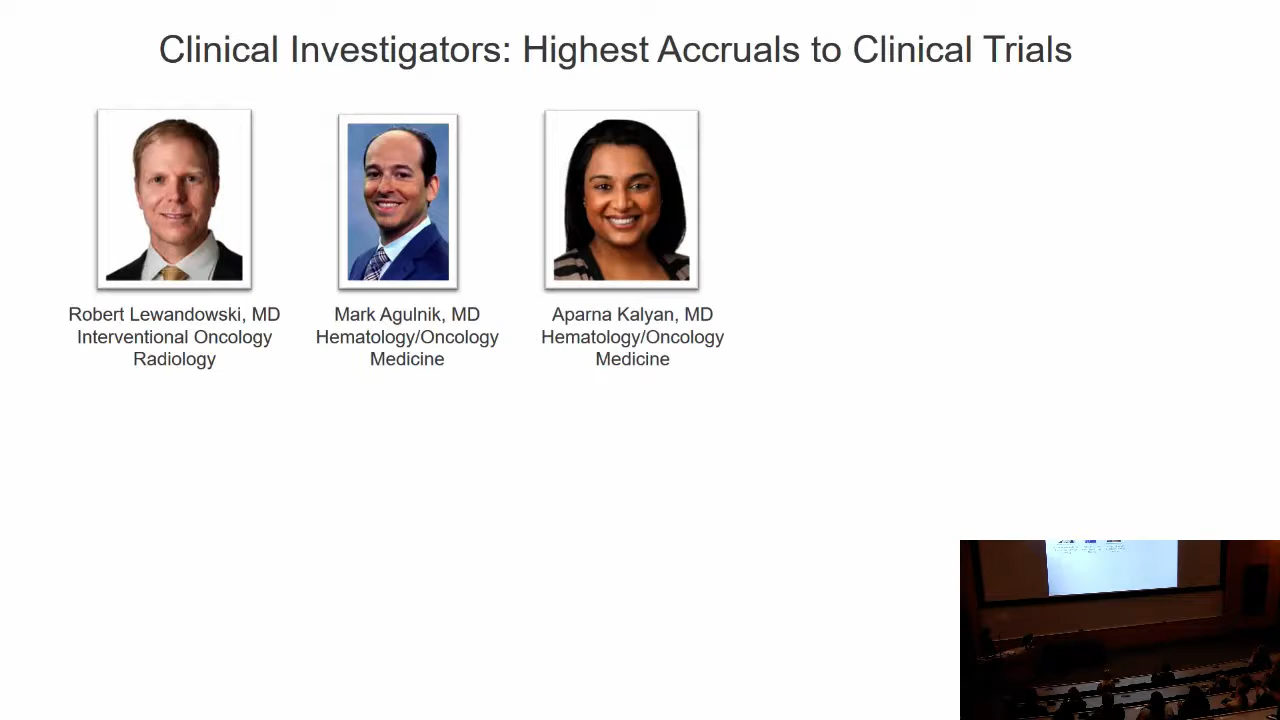 Clinical Investigators: Highest Accruals to Clinical Trials
Robert Lewandowski, MD
Interventional Oncology
Radiology
Mark Agulnik, MD
Hematology/Oncology
Medicine
Aparna Kalyan, MD
Hematology/Oncology
Medicine